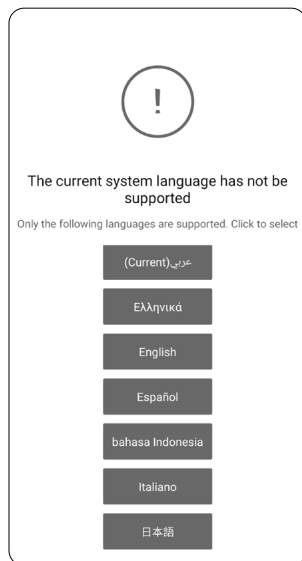 !
The current system language has not be
supported
Only the following languages are supported. Click to select
عربي(Current)
Ελληνικά
English
Español
bahasa Indonesia
Italiano
日本語